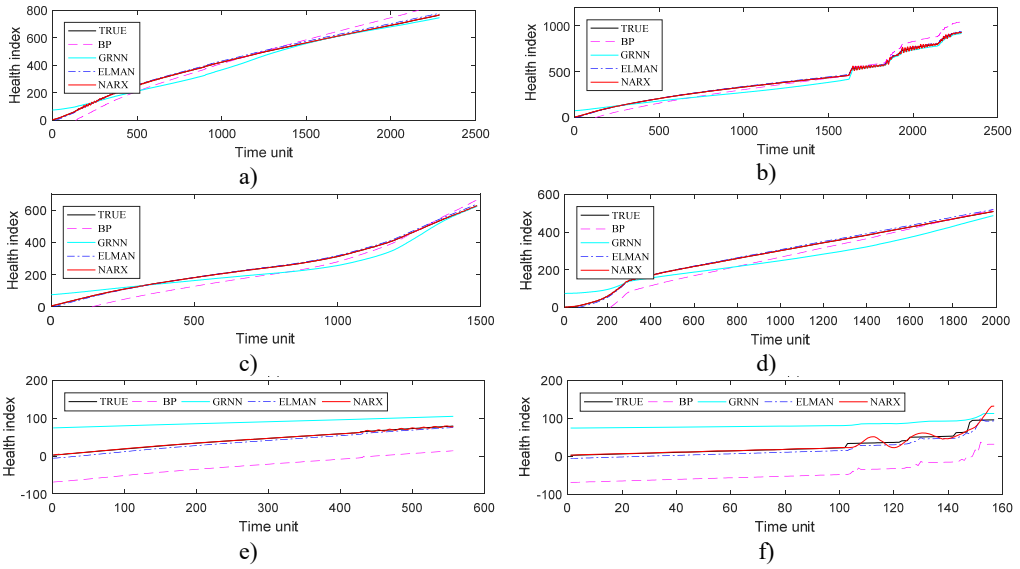 800
600
400
200
0
Health index
TRUE
BP
GRNN
ELMAN
NARX
0 500 1000 1500 2000 2500
Time unit
a)
1000
500
0
Health index
TRUE
BP
GRNN
ELMAN
NARX
0 500 1000 1500 2000 2500
Time unit
b)
600
400
200
0
Health index
TRUE
BP
GRNN
ELMAN
NARX
0 500 1000 1500
Time unit
c)
600
400
200
0
Health index
TRUE
BP
GRNN
ELMAN
NARX
0 200 400 600 800 1000 1200 1400 1600 1800 2000
Time unit
d)
200
100
0
-100
Health index
TRUE BP GRNN ELMAN NARX
0 100 200 300 400 500 600
Time unit
e)
200
100
0
-100
Health index
TRUE BP GRNN ELMAN NARX
0 20 40 60 80 100 120 140 160
Time unit
f)